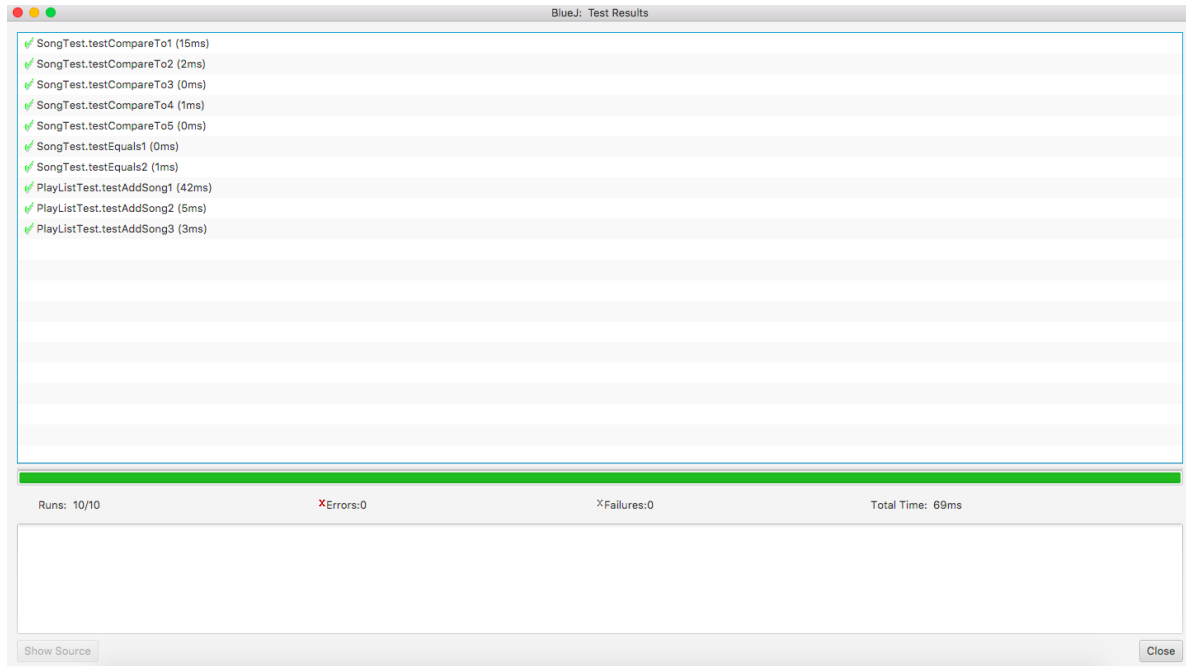 BlueJ: Test Results
SongTest.testCompareTo1 (15ms)
SongTest.testCompareTo2 (2ms)
SongTest.testCompareTo3 (0ms)
SongTest.testCompareTo4 (1ms)
SongTest.testCompareTo5 (0ms)
SongTest.testEquals1 (0ms)
SongTest.testEquals2 (1ms)
PlayListTest.testAddSong1 (42ms)
PlayListTest.testAddSong2 (5ms)
PlayListTest.testAddSong3 (3ms)
Runs: 10/10 XErrors:0 XFailures:0 Total Time: 69ms
Show Source Close